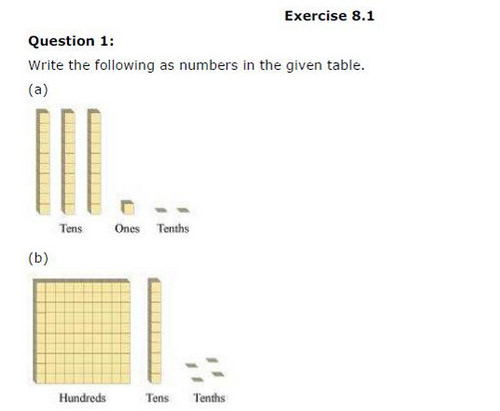 Exercise 8.1
Question 1:
Write the following as numbers in the given table.
(a)
Tens Ones Tenths
(b)
Hundreds Tens Tenths